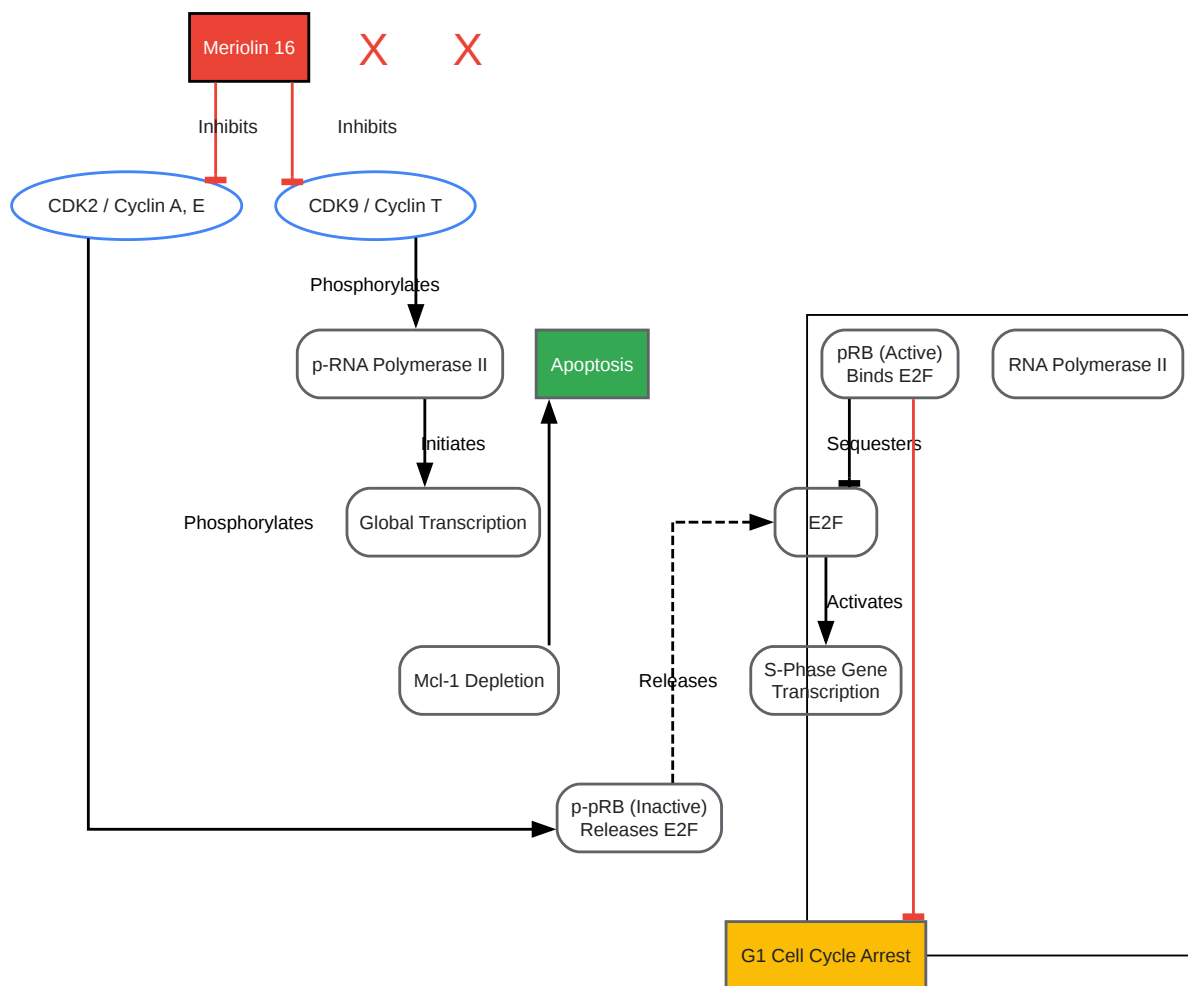 Meriolin 16
X
X
Inhibits
Inhibits
CDK2 / Cyclin A, E
CDK9 / Cyclin T
Phosphorylates
p-RNA Polymerase II
Apoptosis
pRB (Active)
Binds E2F
RNA Polymerase II
Initiates
Sequesters
Phosphorylates
Global Transcription
E2F
Activates
Mcl-1 Depletion
Releases
S-Phase Gene
Transcription
p-pRB (Inactive)
Releases E2F
G1 Cell Cycle Arrest